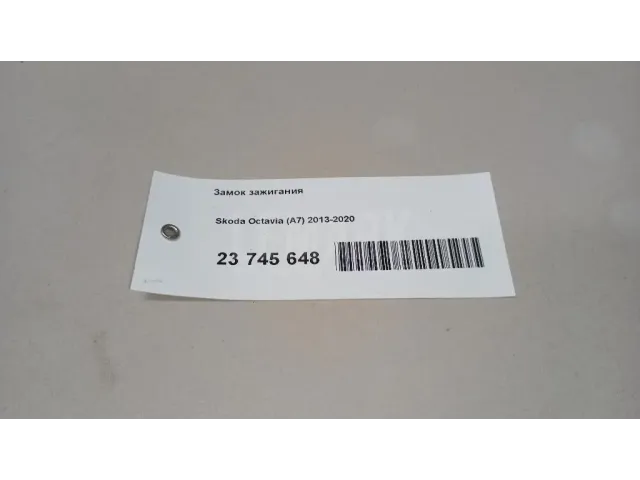 Замок зажигания
Skoda Octavia (A7) 2013-2020
23 745 648